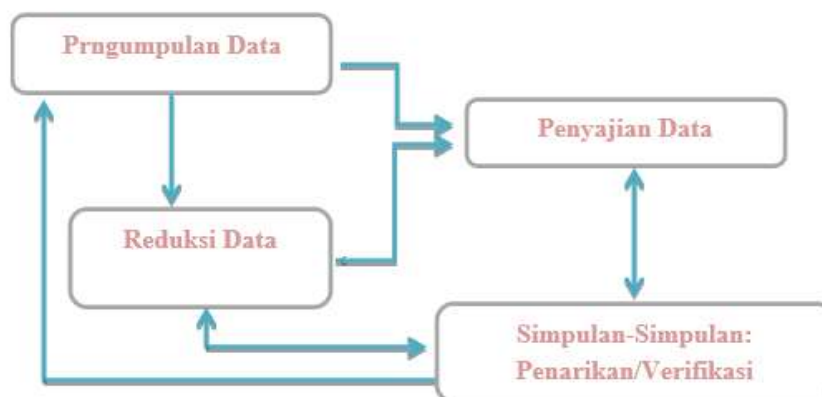 Prngumpulan Data
Penyajian Data
Reduksi Data
Simpulan-Simpulan:
Penarikan/Verifikasi